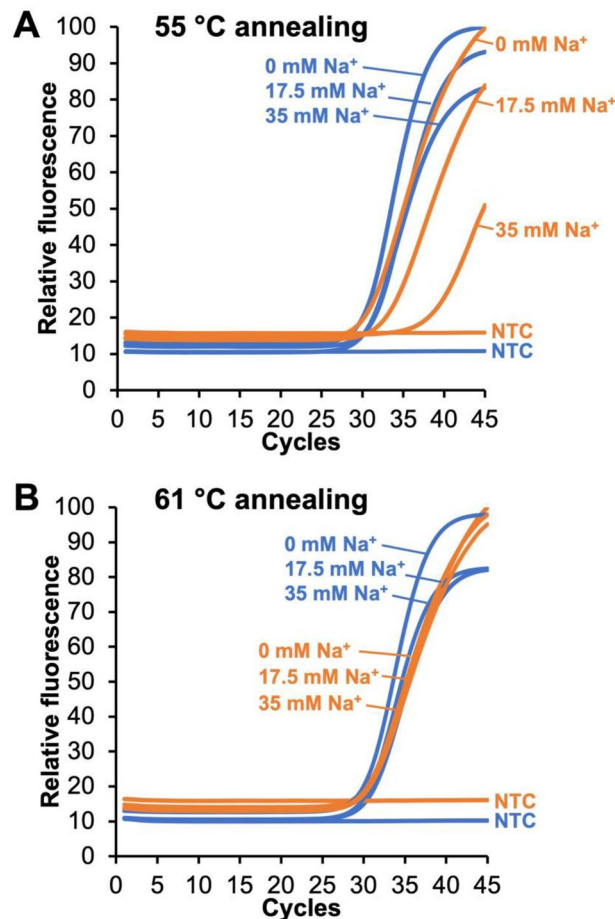 A
55 °C annealing
Relative fluorescence
100
90
80
70
60
50
40
30
20
10
0
0 mM Na⁺
17.5 mM Na⁺
35 mM Na⁺
0 mM Na⁺
17.5 mM Na⁺
35 mM Na⁺
NTC
NTC
0 5 10 15 20 25 30 35 40 45
Cycles
B
61 °C annealing
Relative fluorescence
100
90
80
70
60
50
40
30
20
10
0
0 mM Na⁺
17.5 mM Na⁺
35 mM Na⁺
0 mM Na⁺
17.5 mM Na⁺
35 mM Na⁺
NTC
NTC
0 5 10 15 20 25 30 35 40 45
Cycles